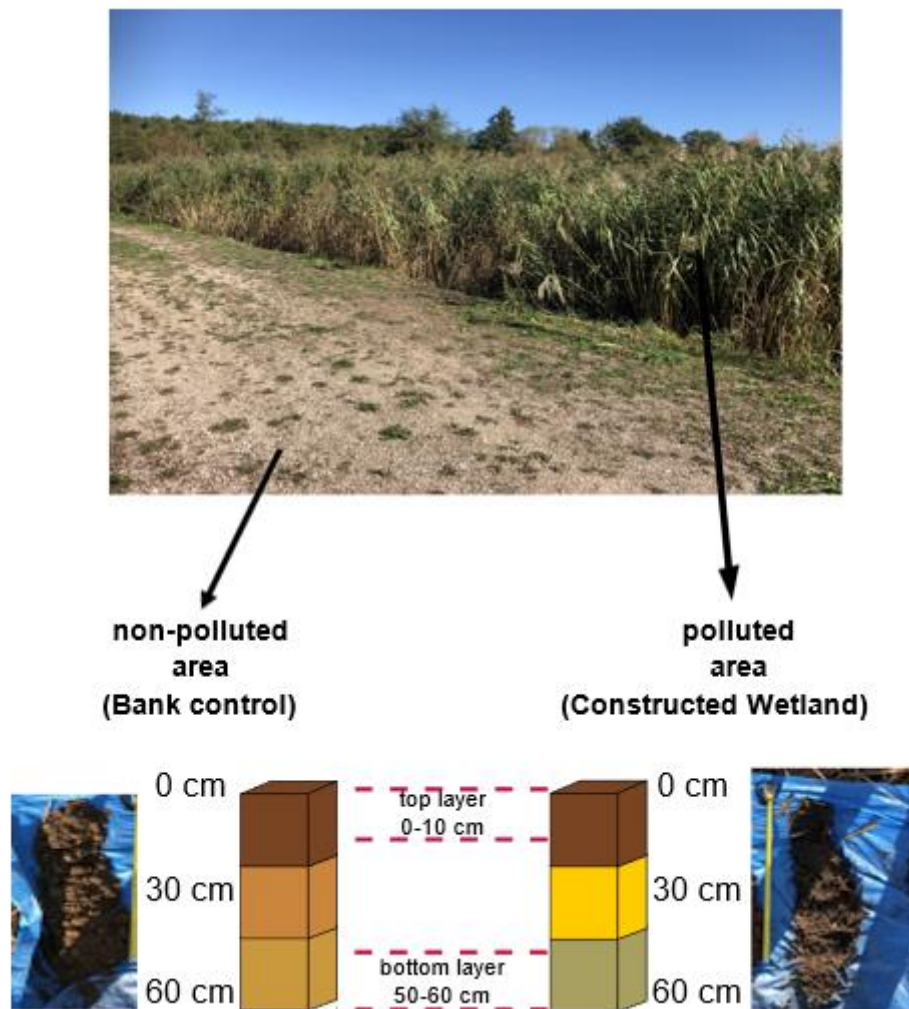 non-polluted
area
(Bank control)
polluted
area
(Constructed Wetland)
0 cm
30 cm
60 cm
top layer
0-10 cm
bottom layer
50-60 cm
0 cm
30 cm
60 cm